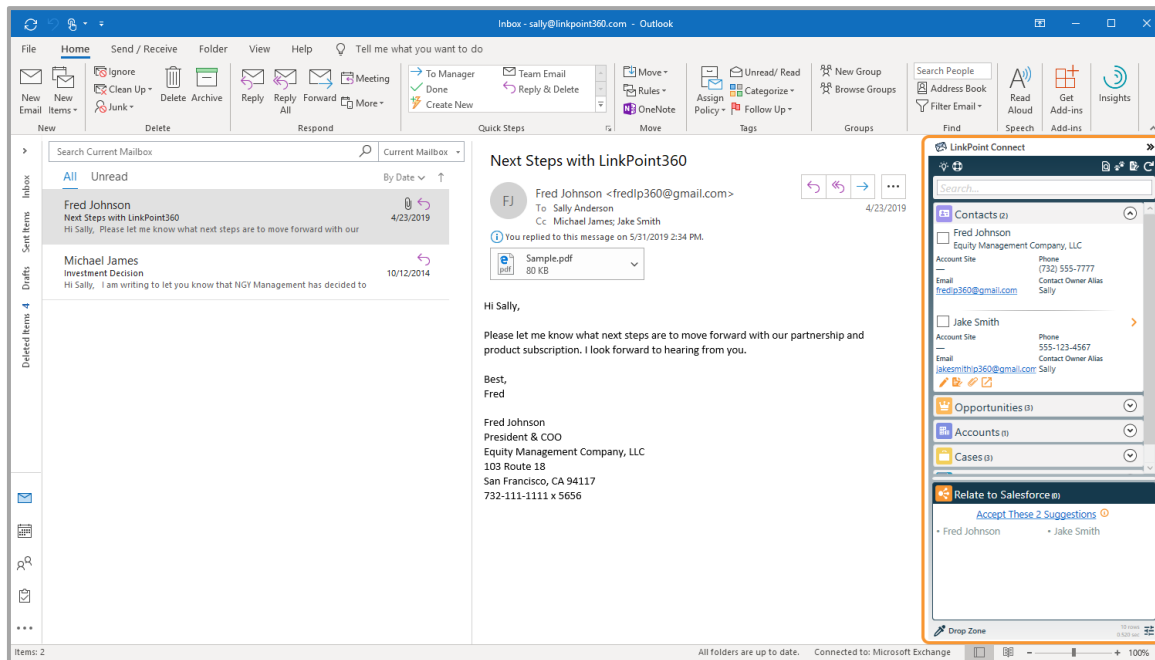 Inbox - sally@linkpoint360.com - Outlook
File Home Send / Receive Folder View Help Tell me what you want to do
New Email
New Items
Ignore
Clean Up
Junk
Delete
Archive
Reply
Reply All
Forward
Meeting
More
To Manager
Done
Create New
Team Email
Reply & Delete
Move
Rules
OneNote
Assign Policy
Unread/ Read
Categorize
Follow Up
New Group
Browse Groups
Search People
Address Book
Filter Email
Read Aloud
Get Add-ins
Insights
New Delete Respond Quick Steps Move Tags Groups Find Speech Add-ins
Inbox
Sent Items
Drafts
Deleted Items 4
Search Current Mailbox Current Mailbox
All Unread By Date
Fred Johnson
Next Steps with LinkPoint360 4/23/2019
Hi Sally, Please let me know what next steps are to move forward with our
Michael James
Investment Decision 10/12/2014
Hi Sally, I am writing to let you know that NGY Management has decided to
Next Steps with LinkPoint360
FJ
Fred Johnson <fredlp360@gmail.com>
To Sally Anderson
Cc Michael James; Jake Smith
4/23/2019
You replied to this message on 5/31/2019 2:34 PM.
pdf
Sample.pdf
80 KB
Hi Sally,
Please let me know what next steps are to move forward with our partnership and
product subscription. I look forward to hearing from you.
Best,
Fred
Fred Johnson
President & COO
Equity Management Company, LLC
103 Route 18
San Francisco, CA 94117
732-111-1111 x 5656
LinkPoint Connect
Search...
Contacts (2)
Fred Johnson
Equity Management Company, LLC
Account Site Phone
— (732) 555-7777
Email Contact Owner Alias
fredlp360@gmail.com Sally
Jake Smith
Account Site Phone
— 555-123-4567
Email Contact Owner Alias
jakesmithlp360@gmail.com Sally
Opportunities (3)
Accounts (1)
Cases (3)
Relate to Salesforce (0)
Accept These 2 Suggestions
• Fred Johnson • Jake Smith
Drop Zone
Items: 2 All folders are up to date. Connected to: Microsoft Exchange 100%